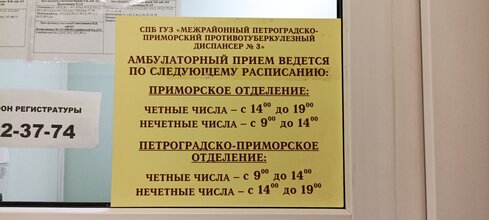 СПБ ГУЗ «МЕЖРАЙОННЫЙ ПЕТРОГРАДСКО-
ПРИМОРСКИЙ ПРОТИВОТУБЕРКУЛЕЗНЫЙ
ДИСПАНСЕР № 3»
АМБУЛАТОРНЫЙ ПРИЕМ ВЕДЕТСЯ
ПО СЛЕДУЮЩЕМУ РАСПИСАНИЮ:
ПРИМОРСКОЕ ОТДЕЛЕНИЕ:
ЧЕТНЫЕ ЧИСЛА – с 14⁰⁰ до 19⁰⁰
НЕЧЕТНЫЕ ЧИСЛА – с 9⁰⁰ до 14⁰⁰
ПЕТРОГРАДСКО-ПРИМОРСКОЕ
ОТДЕЛЕНИЕ:
ЧЕТНЫЕ ЧИСЛА – с 9⁰⁰ до 14⁰⁰
НЕЧЕТНЫЕ ЧИСЛА – с 14⁰⁰ до 19⁰⁰
ФОН РЕГИСТРАТУРЫ
2-37-74